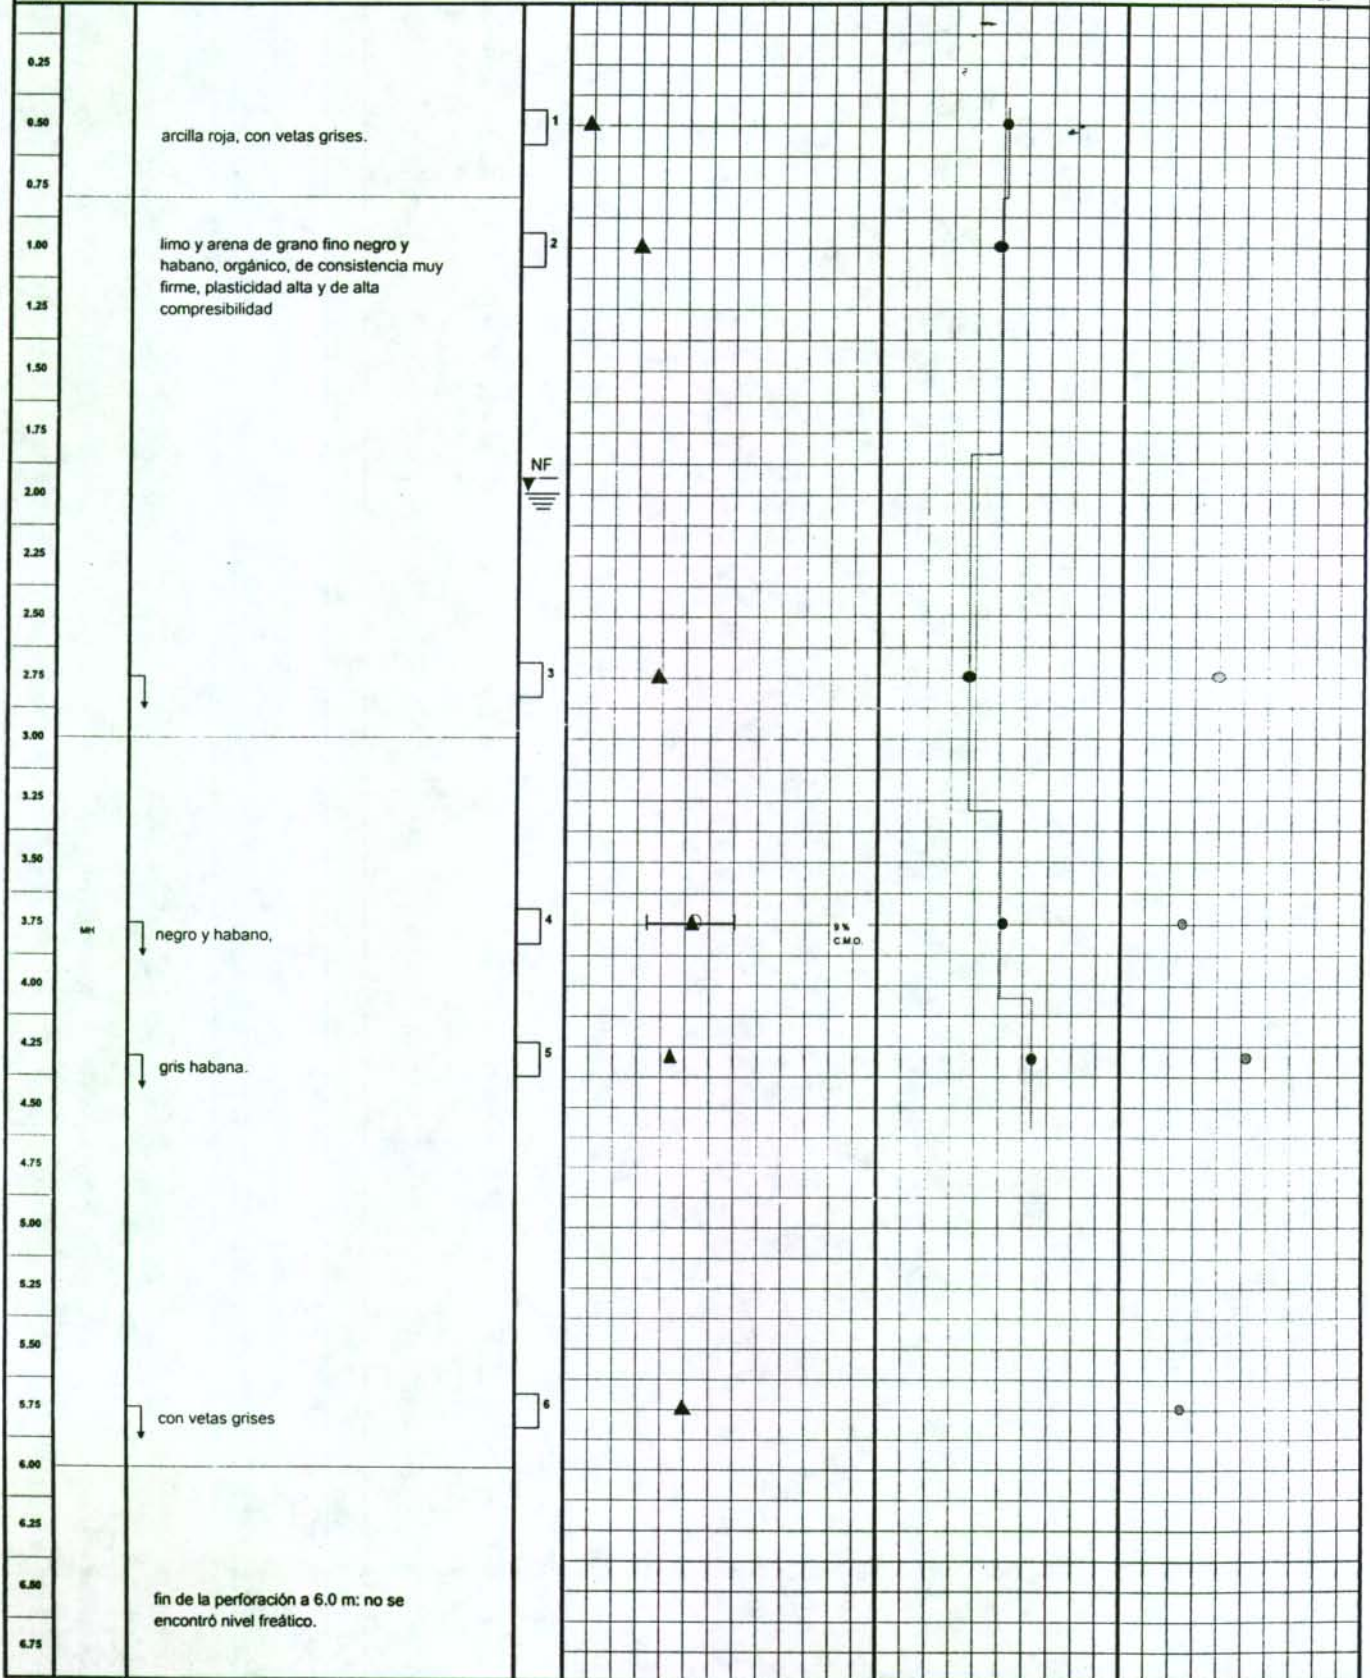 0.25
0.50
arcilla roja, con vetas grises.
1
0.75
1.00
limo y arena de grano fino negro y
habano, orgánico, de consistencia muy
firme, plasticidad alta y de alta
compresibilidad
2
1.25
1.50
1.75
NF
2.00
2.25
2.50
2.75
3
3.00
3.25
3.50
3.75
MH
negro y habano,
4
9 %
C.M.O.
4.00
4.25
gris habana.
5
4.50
4.75
5.00
5.25
5.50
5.75
con vetas grises
6
6.00
6.25
6.50
fin de la perforación a 6.0 m: no se
encontró nivel freático.
6.75